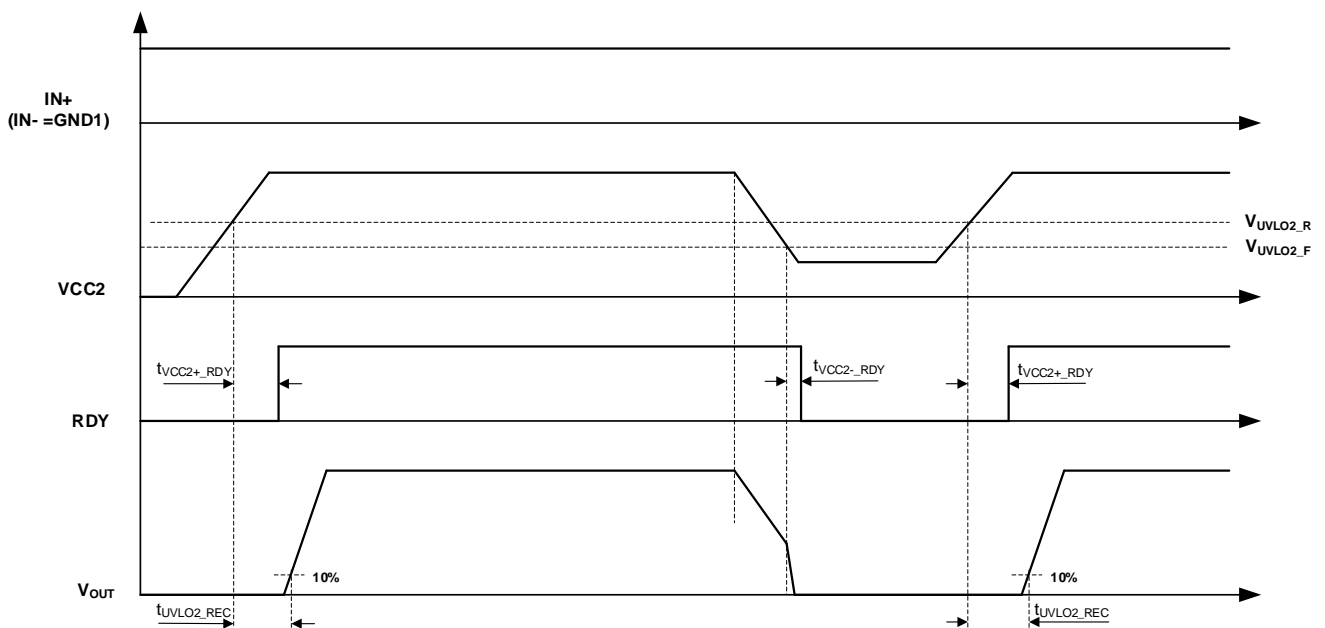 IN+
(IN- =GND1)
VUVLO2_R
VUVLO2_F
VCC2
tVCC2+_RDY
tVCC2-_RDY
tVCC2+_RDY
RDY
10%
10%
VOUT
tUVLO2_REC
tUVLO2_REC